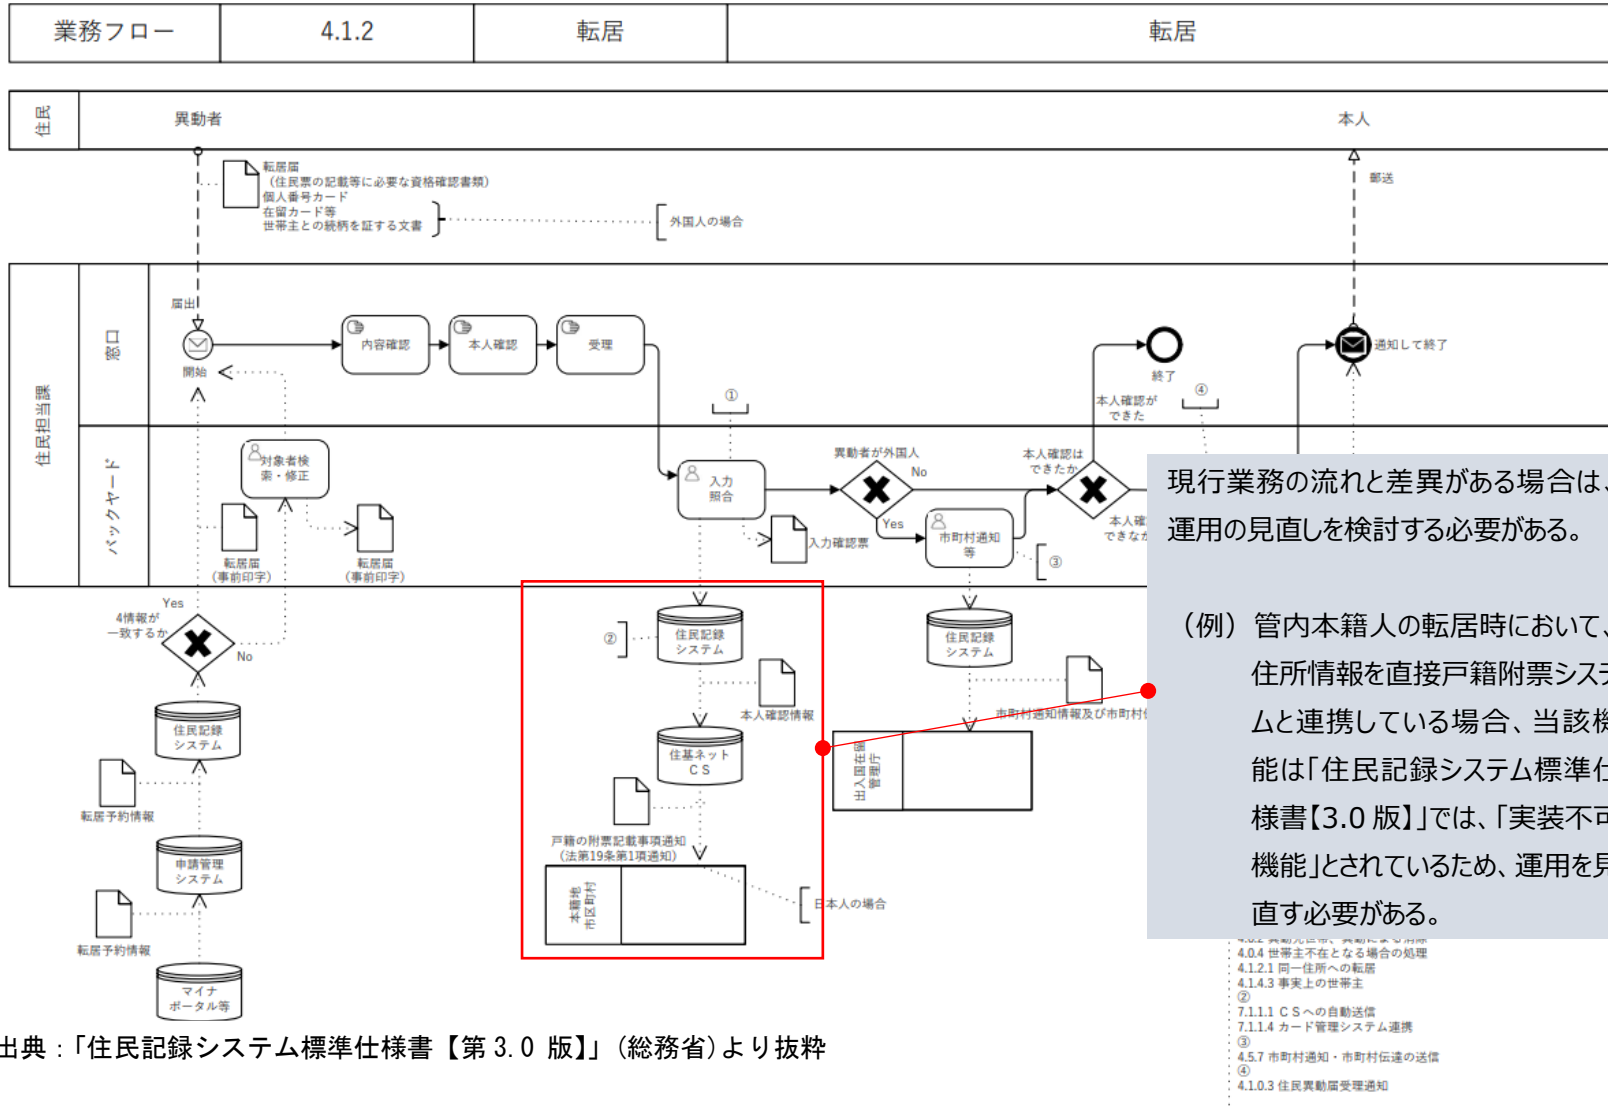 業務フロー
4.1.2
転居
転居
住民
異動者
本人
転居届
（住民票の記載等に必要な資格確認書類）
個人番号カード
在留カード等
世帯主との続柄を証する文書
外国人の場合
郵送
住民担当課
窓口
届出
開始
内容確認
本人確認
受理
①
終了
本人確認が
できた
④
通知して終了
バックヤード
対象者検
索・修正
転居届
（事前印字）
転居届
（事前印字）
入力
照合
入力確認票
異動者が外国人
No
Yes
市町村通知
等
③
本人確認は
できたか
本人確
できなか
Yes
4情報が
一致するか
No
住民記録
システム
転居予約情報
申請管理
システム
転居予約情報
マイナ
ポータル等
②
住民記録
システム
本人確認情報
住基ネット
ＣＳ
戸籍の附票記載事項通知
（法第19条第1項通知）
本籍地
市区町村
日本人の場合
住民記録
システム
市町村通知情報及び市町村
出入国在留
管理庁
現行業務の流れと差異がある場合は、
運用の見直しを検討する必要がある。
（例）管内本籍人の転居時において、
住所情報を直接戸籍附票システ
ムと連携している場合、当該機
能は「住民記録システム標準仕
様書【3.0 版】」では、「実装不可
機能」とされているため、運用を見
直す必要がある。
4.0.2 異動先世帯、異動による消除
4.0.4 世帯主不在となる場合の処理
4.1.2.1 同一住所への転居
4.1.4.3 事実上の世帯主
②
7.1.1.1 ＣＳへの自動送信
7.1.1.4 カード管理システム連携
③
4.5.7 市町村通知・市町村伝達の送信
④
4.1.0.3 住民異動届受理通知
出典：「住民記録システム標準仕様書【第 3.0 版】」（総務省）より抜粋